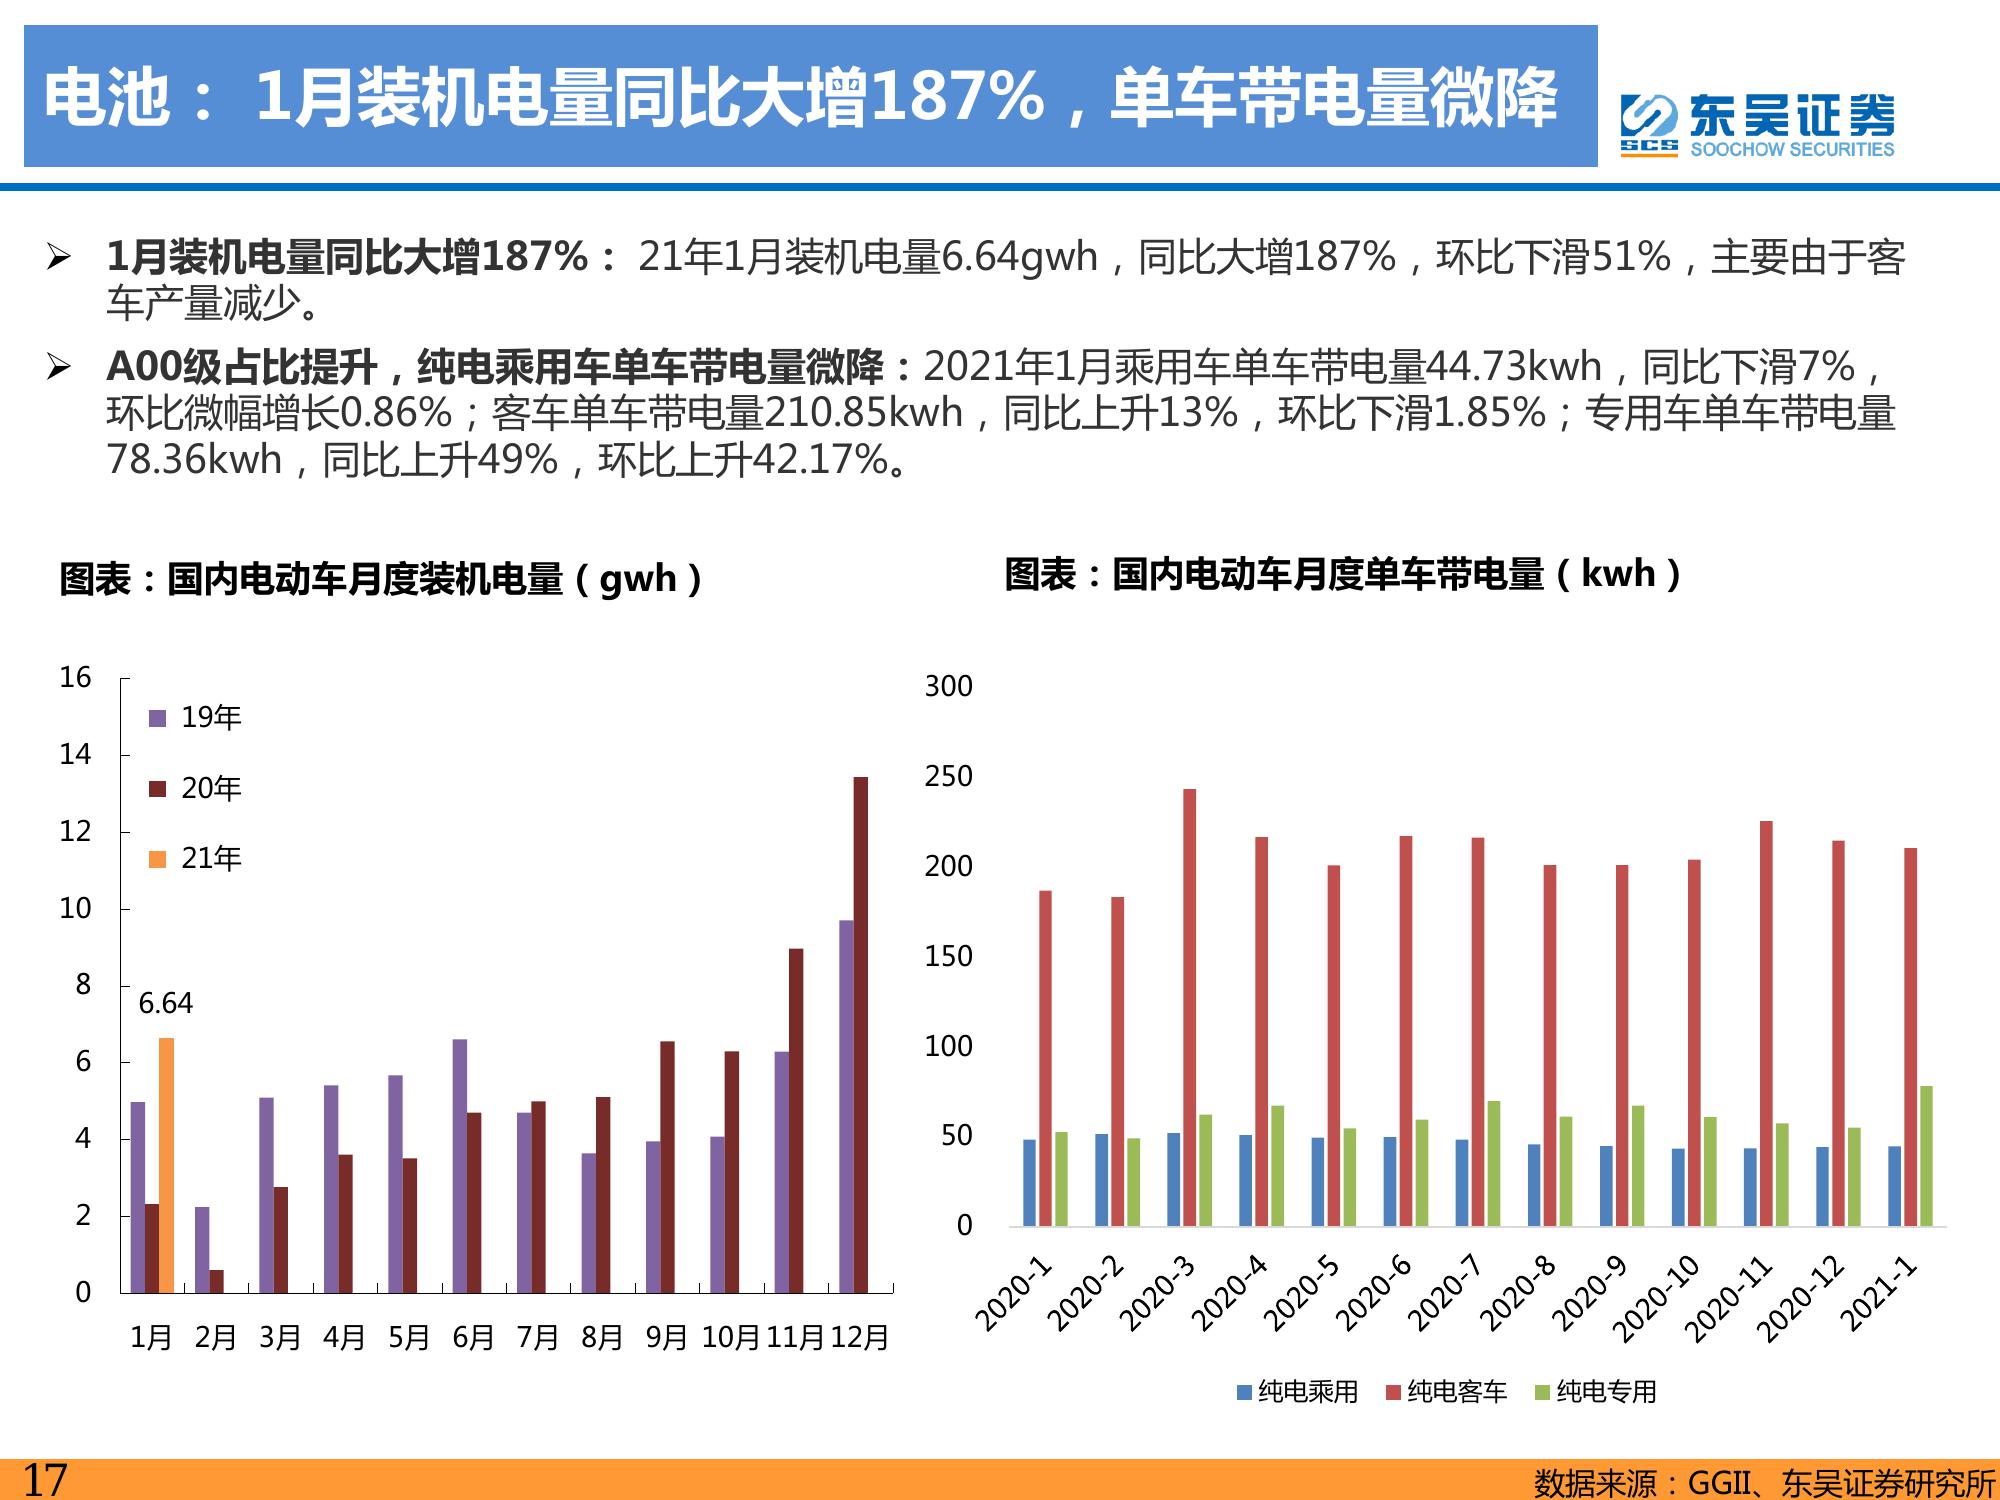 电池： 1月装机电量同比大增187%，单车带电量微降
SCS
东吴证券
SOOCHOW SECURITIES
➢ 1月装机电量同比大增187%： 21年1月装机电量6.64gwh，同比大增187%，环比下滑51%，主要由于客
车产量减少。
➢ A00级占比提升，纯电乘用车单车带电量微降：2021年1月乘用车单车带电量44.73kwh，同比下滑7%，
环比微幅增长0.86%；客车单车带电量210.85kwh，同比上升13%，环比下滑1.85%；专用车单车带电量
78.36kwh，同比上升49%，环比上升42.17%。
图表：国内电动车月度装机电量（gwh）
16
14
12
10
8
6
4
2
0
19年
20年
21年
6.64
1月 2月 3月 4月 5月 6月 7月 8月 9月 10月 11月 12月
图表：国内电动车月度单车带电量（kwh）
300
250
200
150
100
50
0
2020-1 2020-2 2020-3 2020-4 2020-5 2020-6 2020-7 2020-8 2020-9 2020-10 2020-11 2020-12 2021-1
纯电乘用 纯电客车 纯电专用
17
数据来源：GGII、东吴证券研究所